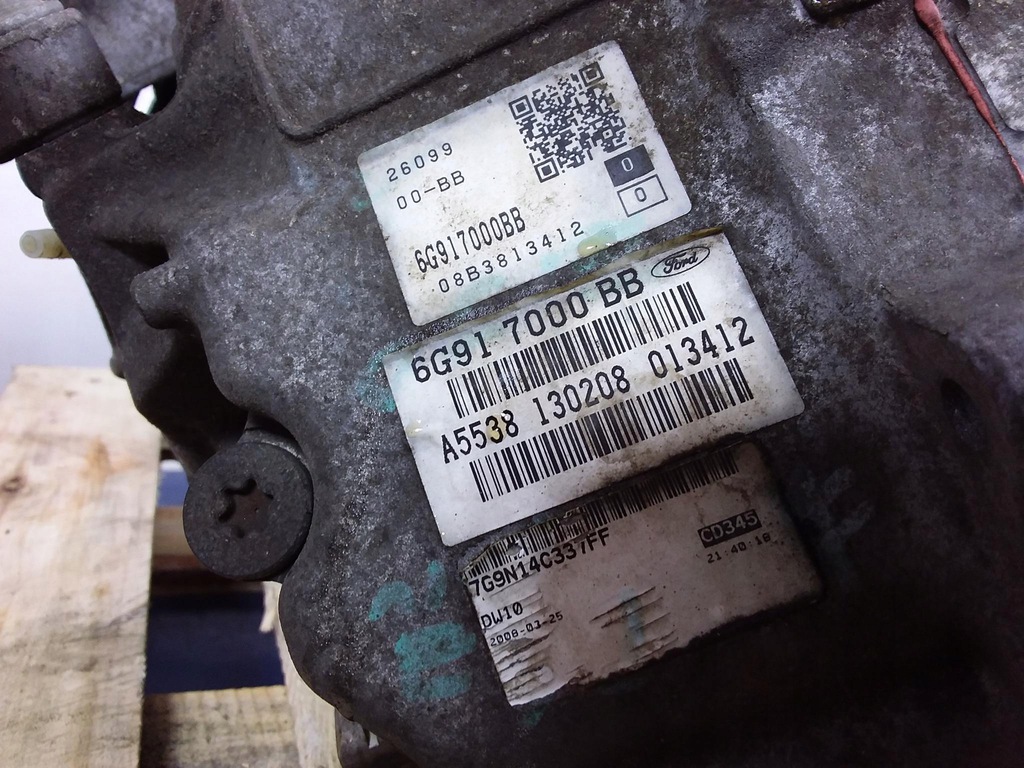 26099
00-BB
0
0
6G917000BB
08B3813412
Ford
6G91 7000 BB
A5538 130208 013412
CD345
21:40:18
7G9N14C337FF
DW10
2008-03-25